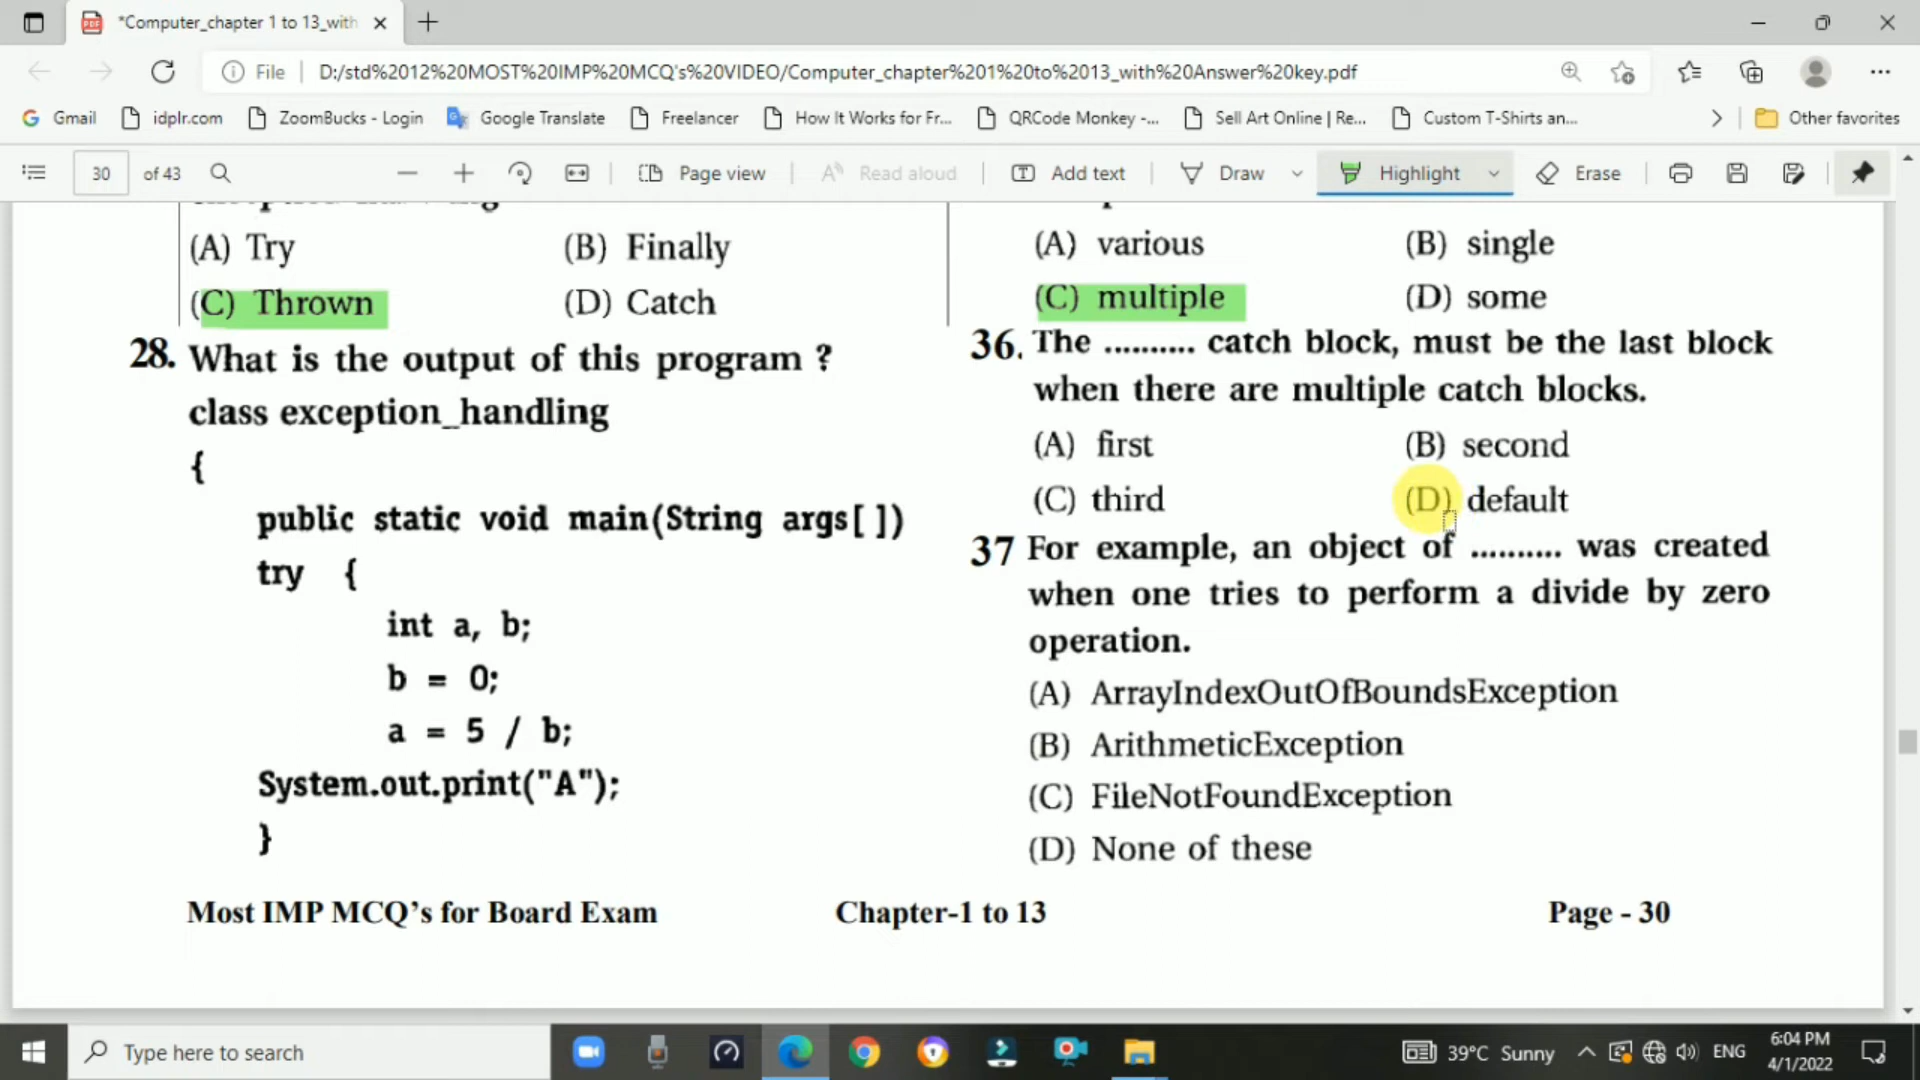 *Computer_chapter 1 to 13_with
File
D:/std%2012%20MOST%20IMP%20MCQ's%20VIDEO/Computer_chapter%201%20to%2013_with%20Answer%20key.pdf
Gmail
idplr.com
ZoomBucks - Login
Google Translate
Freelancer
How It Works for Fr...
QRCode Monkey -...
Sell Art Online | Re...
Custom T-Shirts an...
Other favorites
30 of 43
Page view
Read aloud
Add text
Draw
Highlight
Erase
(A) Try (B) Finally
(C) Thrown (D) Catch
28. What is the output of this program ?
class exception_handling
{
public static void main(String args[ ])
try {
int a, b;
b = 0;
a = 5 / b;
System.out.print("A");
}
(A) various (B) single
(C) multiple (D) some
36. The .......... catch block, must be the last block
when there are multiple catch blocks.
(A) first (B) second
(C) third (D) default
37 For example, an object of .......... was created
when one tries to perform a divide by zero
operation.
(A) ArrayIndexOutOfBoundsException
(B) ArithmeticException
(C) FileNotFoundException
(D) None of these
Most IMP MCQ's for Board Exam Chapter-1 to 13 Page - 30
Type here to search
39°C Sunny
ENG
6:04 PM
4/1/2022